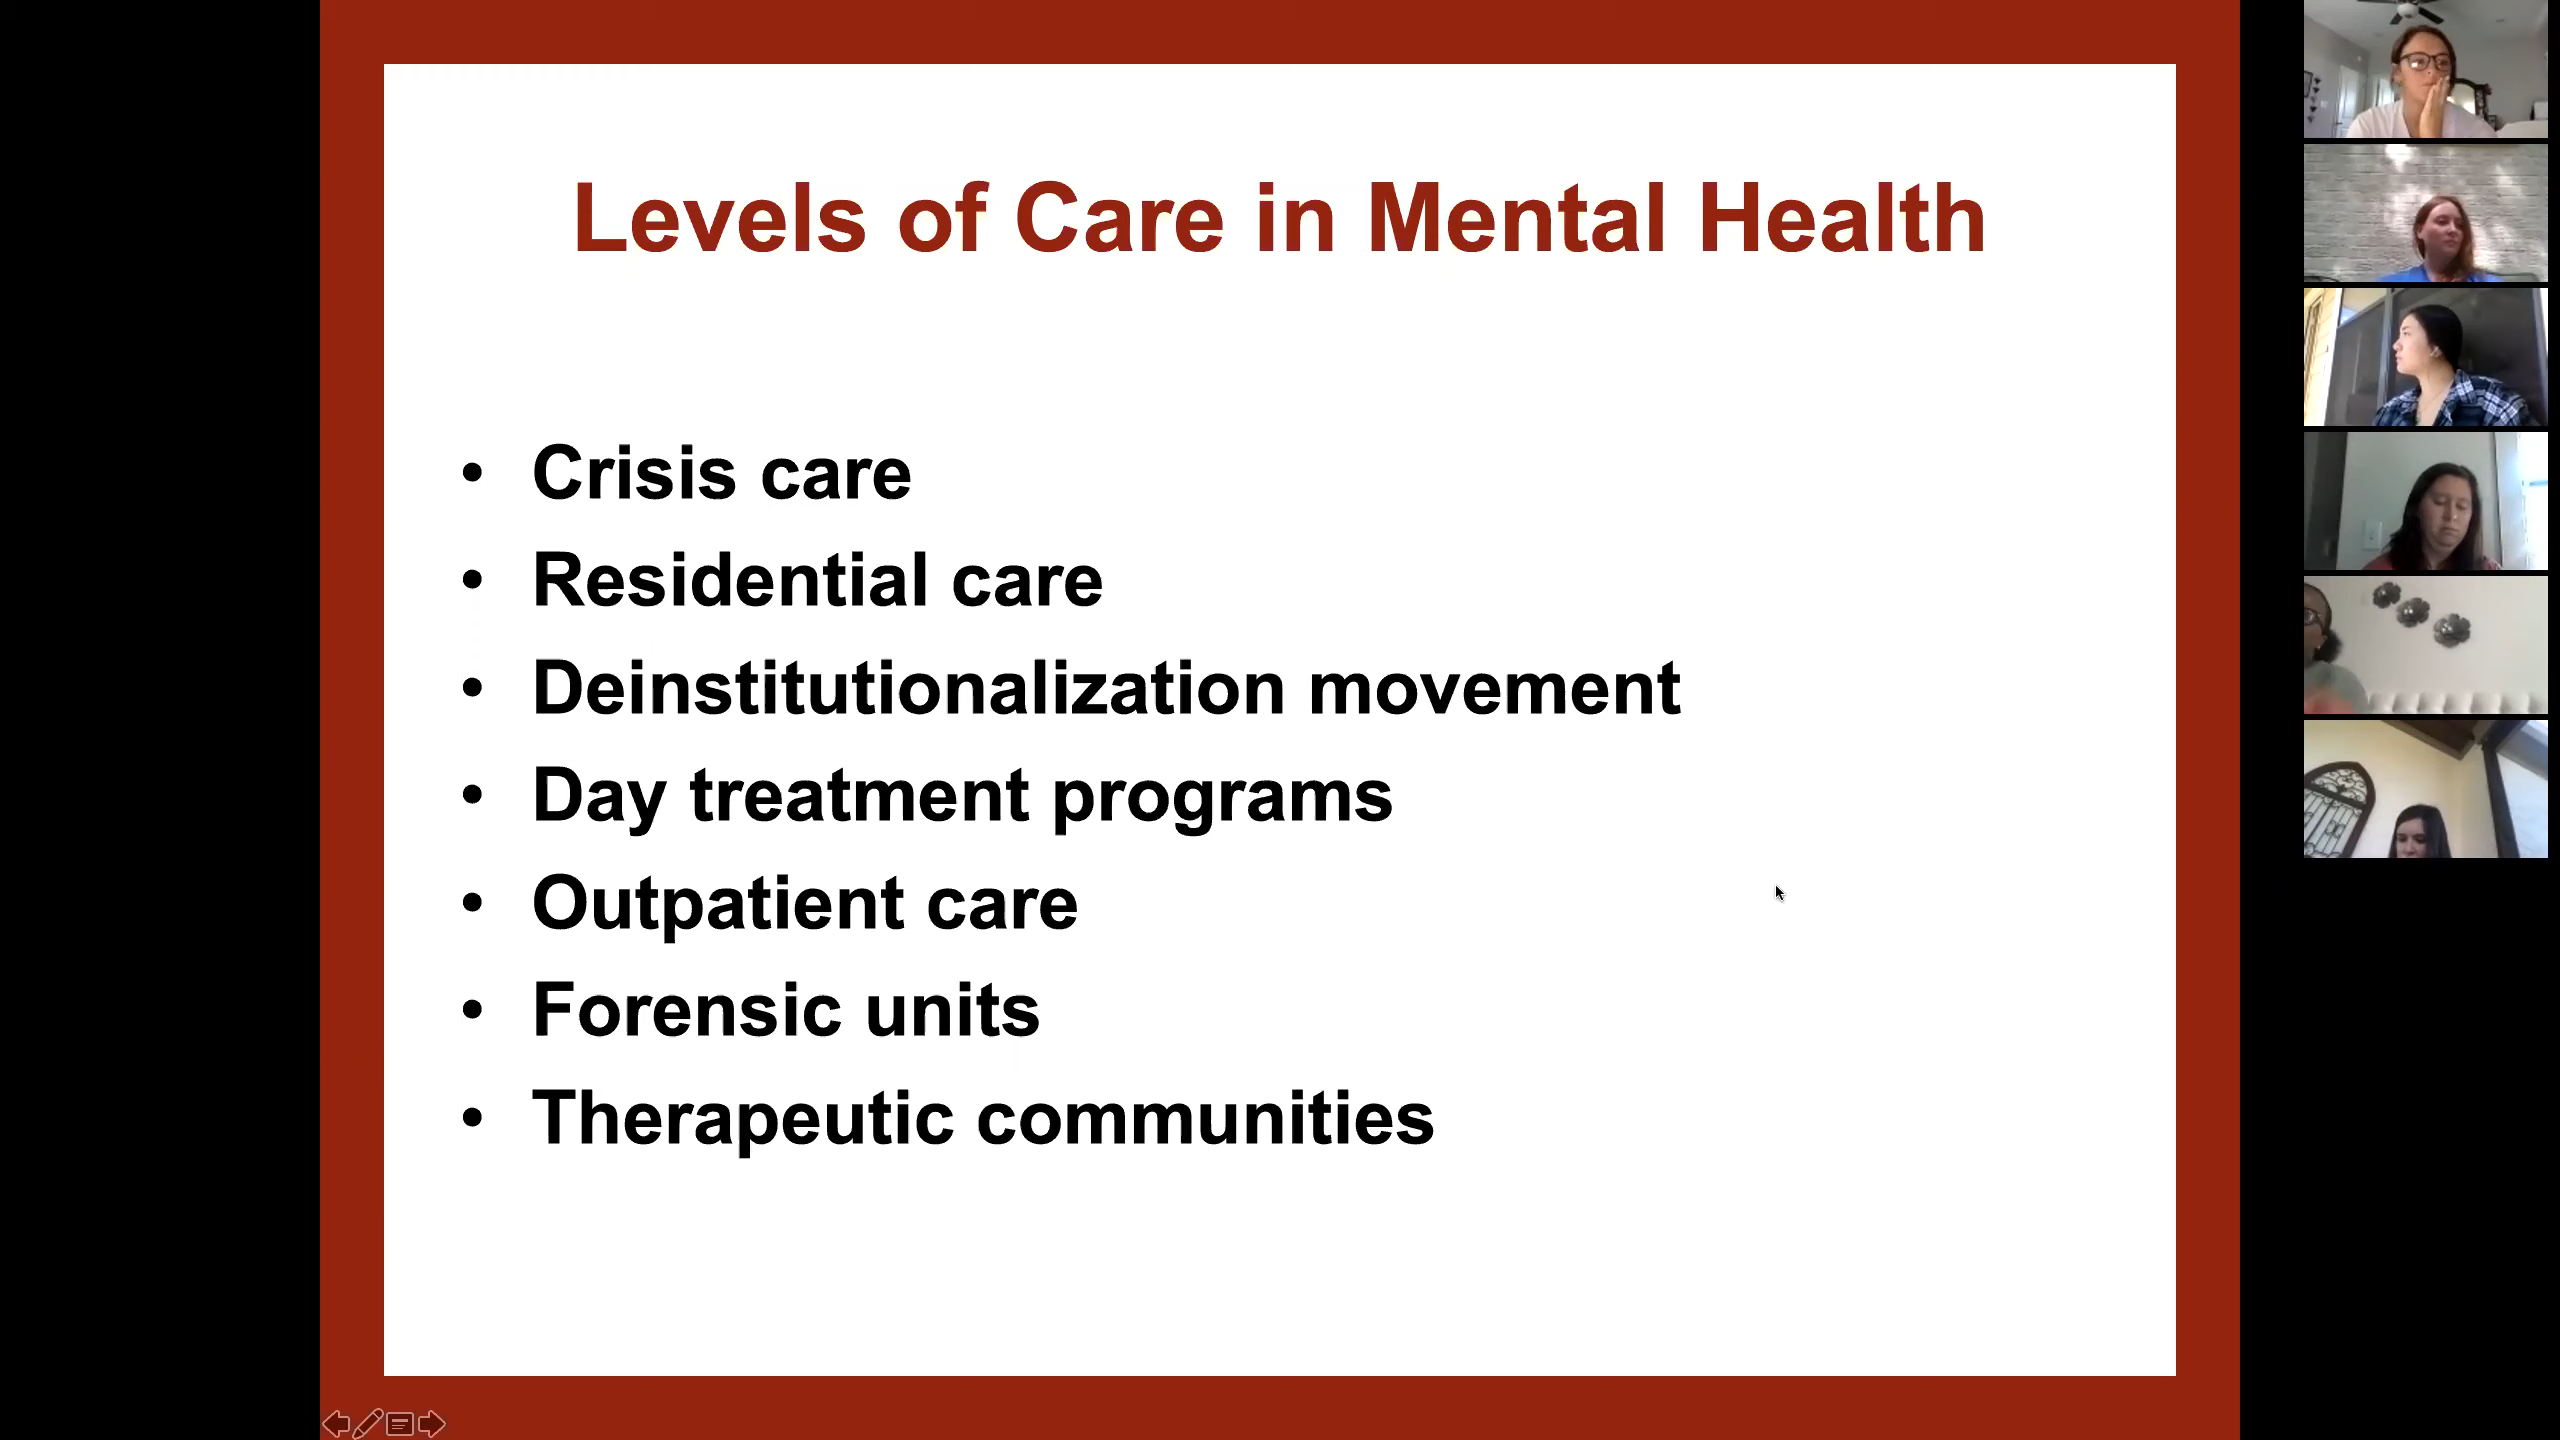 Levels of Care in Mental Health
• Crisis care
• Residential care
• Deinstitutionalization movement
• Day treatment programs
• Outpatient care
• Forensic units
• Therapeutic communities